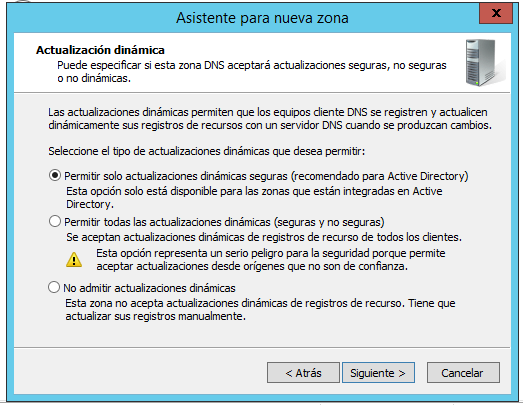 Asistente para nueva zona
x
Actualización dinámica
Puede especificar si esta zona DNS aceptará actualizaciones seguras, no seguras
o no dinámicas.
Las actualizaciones dinámicas permiten que los equipos cliente DNS se registren y actualicen
dinámicamente sus registros de recursos con un servidor DNS cuando se produzcan cambios.
Seleccione el tipo de actualizaciones dinámicas que desea permitir:
Permitir solo actualizaciones dinámicas seguras (recomendado para Active Directory)
Esta opción solo está disponible para las zonas que están integradas en Active
Directory.
Permitir todas las actualizaciones dinámicas (seguras y no seguras)
Se aceptan actualizaciones dinámicas de registros de recurso de todos los clientes.
Esta opción representa un serio peligro para la seguridad porque permite
aceptar actualizaciones desde orígenes que no son de confianza.
No admitir actualizaciones dinámicas
Esta zona no acepta actualizaciones dinámicas de registros de recurso. Tiene que
actualizar sus registros manualmente.
< Atrás
Siguiente >
Cancelar